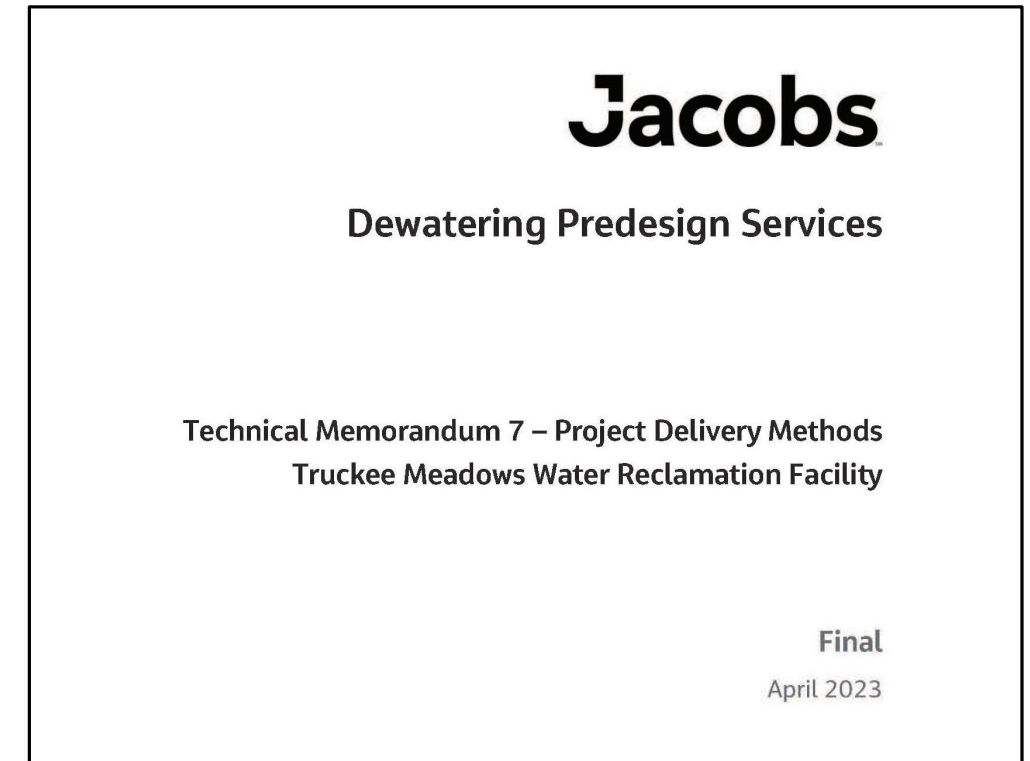 Jacobs
Dewatering Predesign Services
Technical Memorandum 7 – Project Delivery Methods
Truckee Meadows Water Reclamation Facility
Final
April 2023